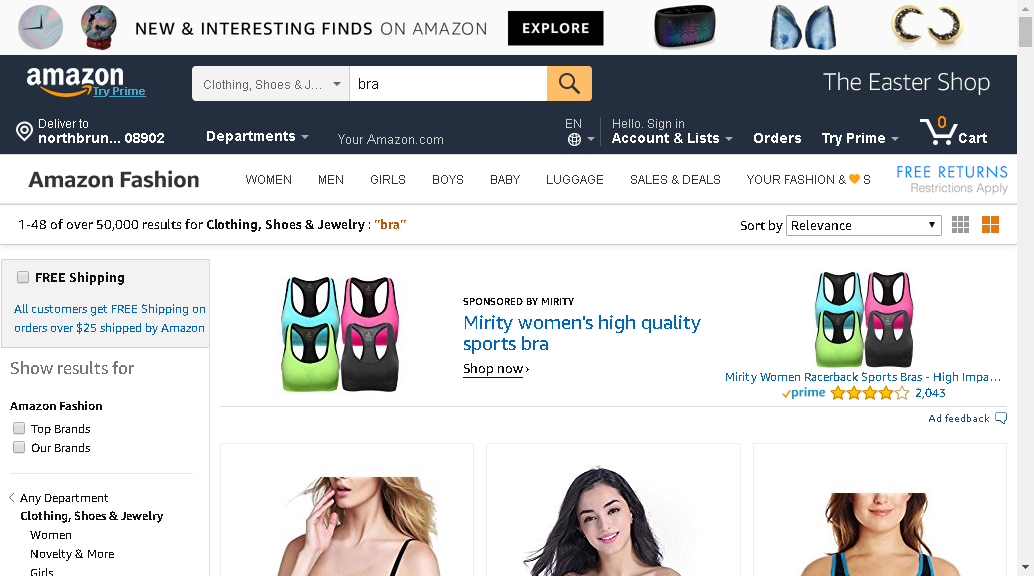 NEW & INTERESTING FINDS ON AMAZON
EXPLORE
amazon
Try Prime
Clothing, Shoes & J...
bra
The Easter Shop
Deliver to
northbrun... 08902
Departments
Your Amazon.com
EN
Hello. Sign in
Account & Lists
Orders
Try Prime
0
Cart
Amazon Fashion
WOMEN
MEN
GIRLS
BOYS
BABY
LUGGAGE
SALES & DEALS
YOUR FASHION & 🧡 S
FREE RETURNS
Restrictions Apply
1-48 of over 50,000 results for Clothing, Shoes & Jewelry : "bra"
Sort by
Relevance
FREE Shipping
All customers get FREE Shipping on
orders over $25 shipped by Amazon
Show results for
Amazon Fashion
Top Brands
Our Brands
Any Department
Clothing, Shoes & Jewelry
Women
Novelty & More
Girls
SPONSORED BY MIRITY
Mirity women's high quality
sports bra
Shop now ›
Mirity Women Racerback Sports Bras - High Impa...
prime
2,043
Ad feedback